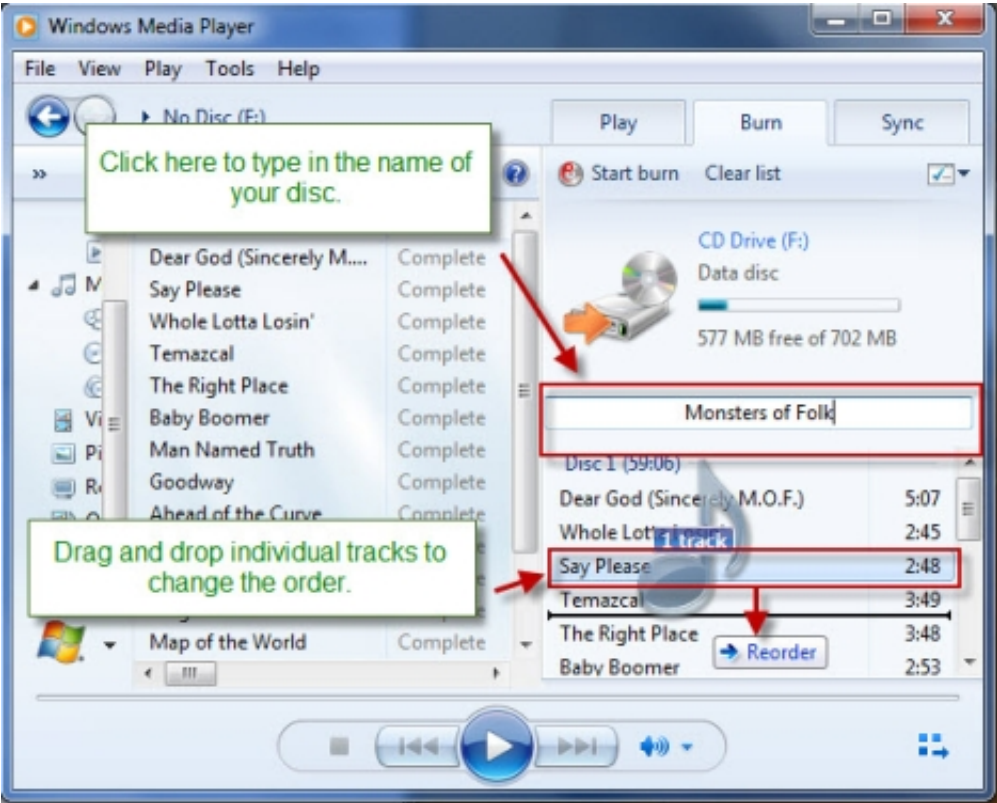 Windows Media Player
File View Play Tools Help
No Disc (F:)
Play Burn Sync
Click here to type in the name of
your disc.
» Start burn Clear list
CD Drive (F:)
Data disc
577 MB free of 702 MB
Dear God (Sincerely M.... Complete
Say Please Complete
Whole Lotta Losin' Complete
Temazcal Complete
The Right Place Complete
Baby Boomer Complete
Man Named Truth Complete
Goodway Complete
Ahead of the Curve Complete
Map of the World Complete
Drag and drop individual tracks to
change the order.
Monsters of Folk
Disc 1 (59:06)
Dear God (Sincerely M.O.F.) 5:07
Whole Lotta 2:45
1 track
Say Please 2:48
Temazcal 3:49
The Right Place 3:48
Reorder
Baby Boomer 2:53